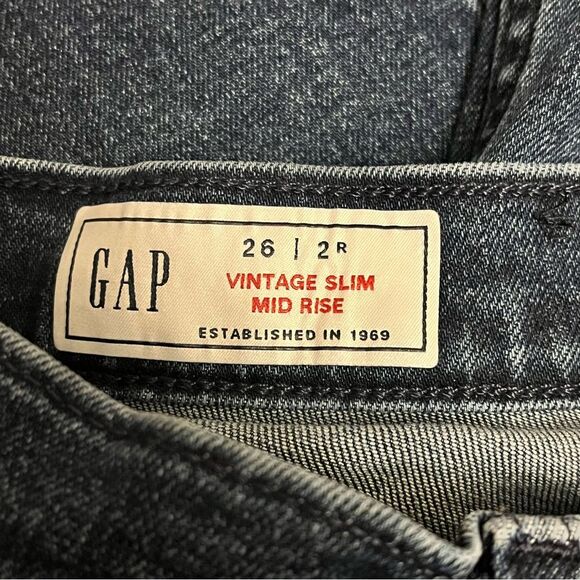 GAP
26 | 2R
VINTAGE SLIM
MID RISE
ESTABLISHED IN 1969